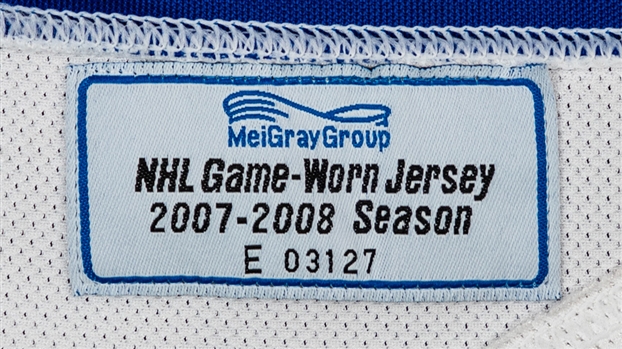 MeiGrayGroup
NHL Game-Worn Jersey
2007-2008 Season
E 03127